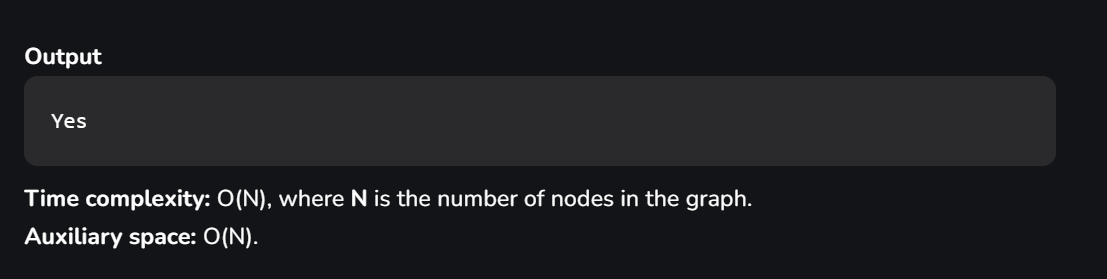 Output
Yes
Time complexity: O(N), where N is the number of nodes in the graph.
Auxiliary space: O(N).